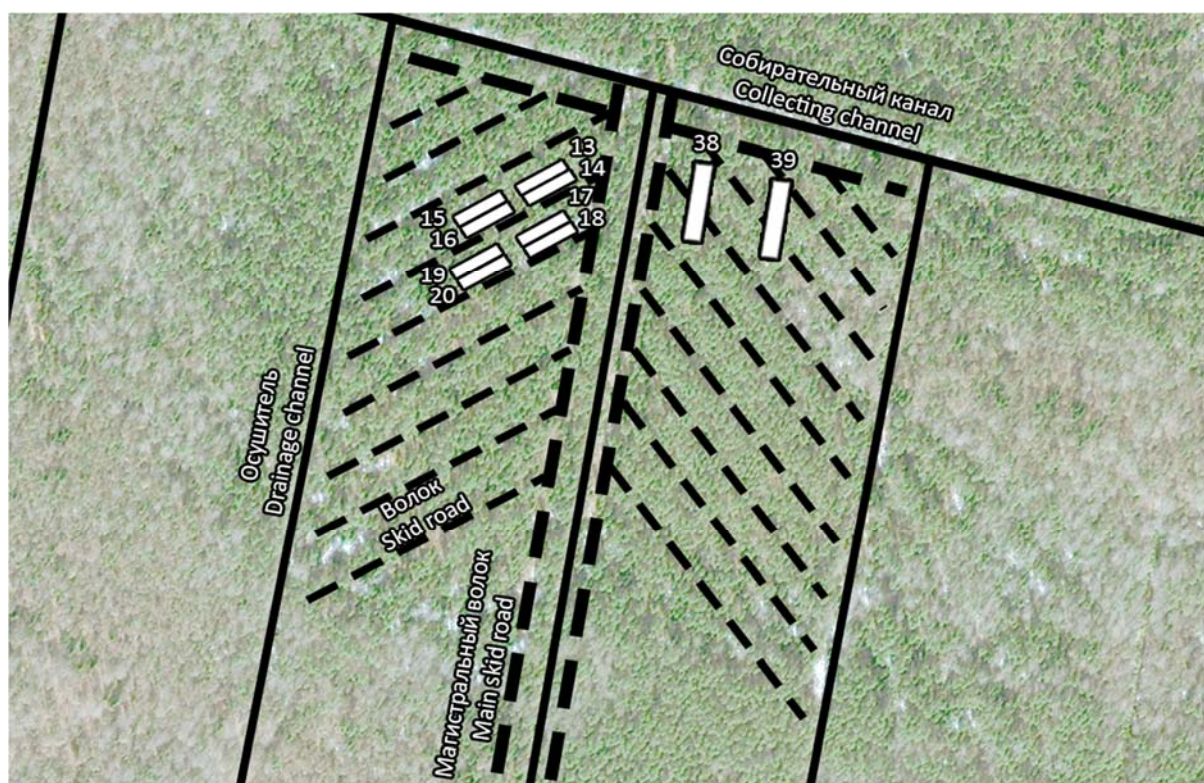 Собирательный канал
Collecting channel
38
39
13
14
15
16
17
18
19
20
Осушитель
Drainage channel
Волок
Skid road
Магистральный волок
Main skid road